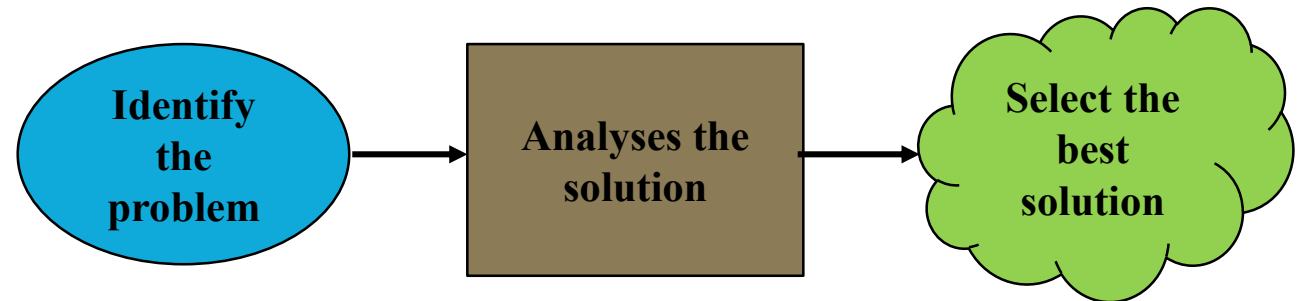 Identify
the
problem
Analyses the
solution
Select the
best
solution